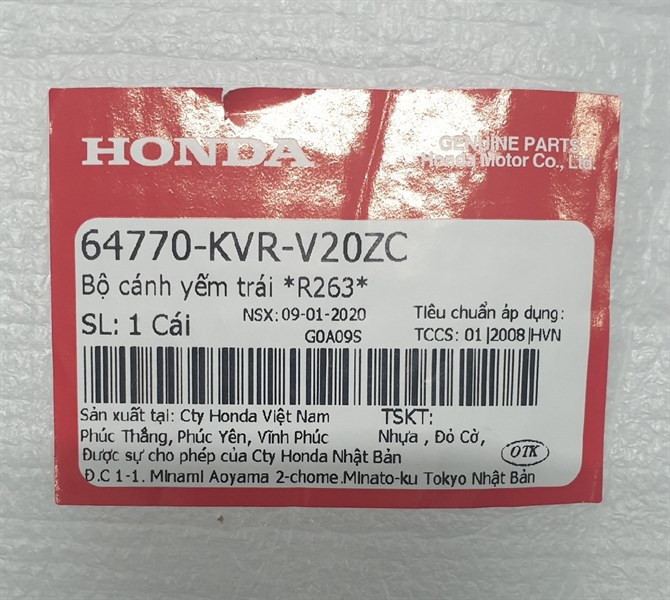 HONDA
GENUINE PARTS
Honda Motor Co., Ltd.
64770-KVR-V20ZC
Bộ cánh yếm trái *R263*
SL: 1 Cái
NSX: 09-01-2020
G0A09S
Tiêu chuẩn áp dụng:
TCCS: 01|2008|HVN
Sản xuất tại: Cty Honda Việt Nam
Phúc Thắng, Phúc Yên, Vĩnh Phúc
Được sự cho phép của Cty Honda Nhật Bản
Đ.C 1-1. Minami Aoyama 2-chome.Minato-ku Tokyo Nhật Bản
TSKT:
Nhựa , Đỏ Cờ,
OTK